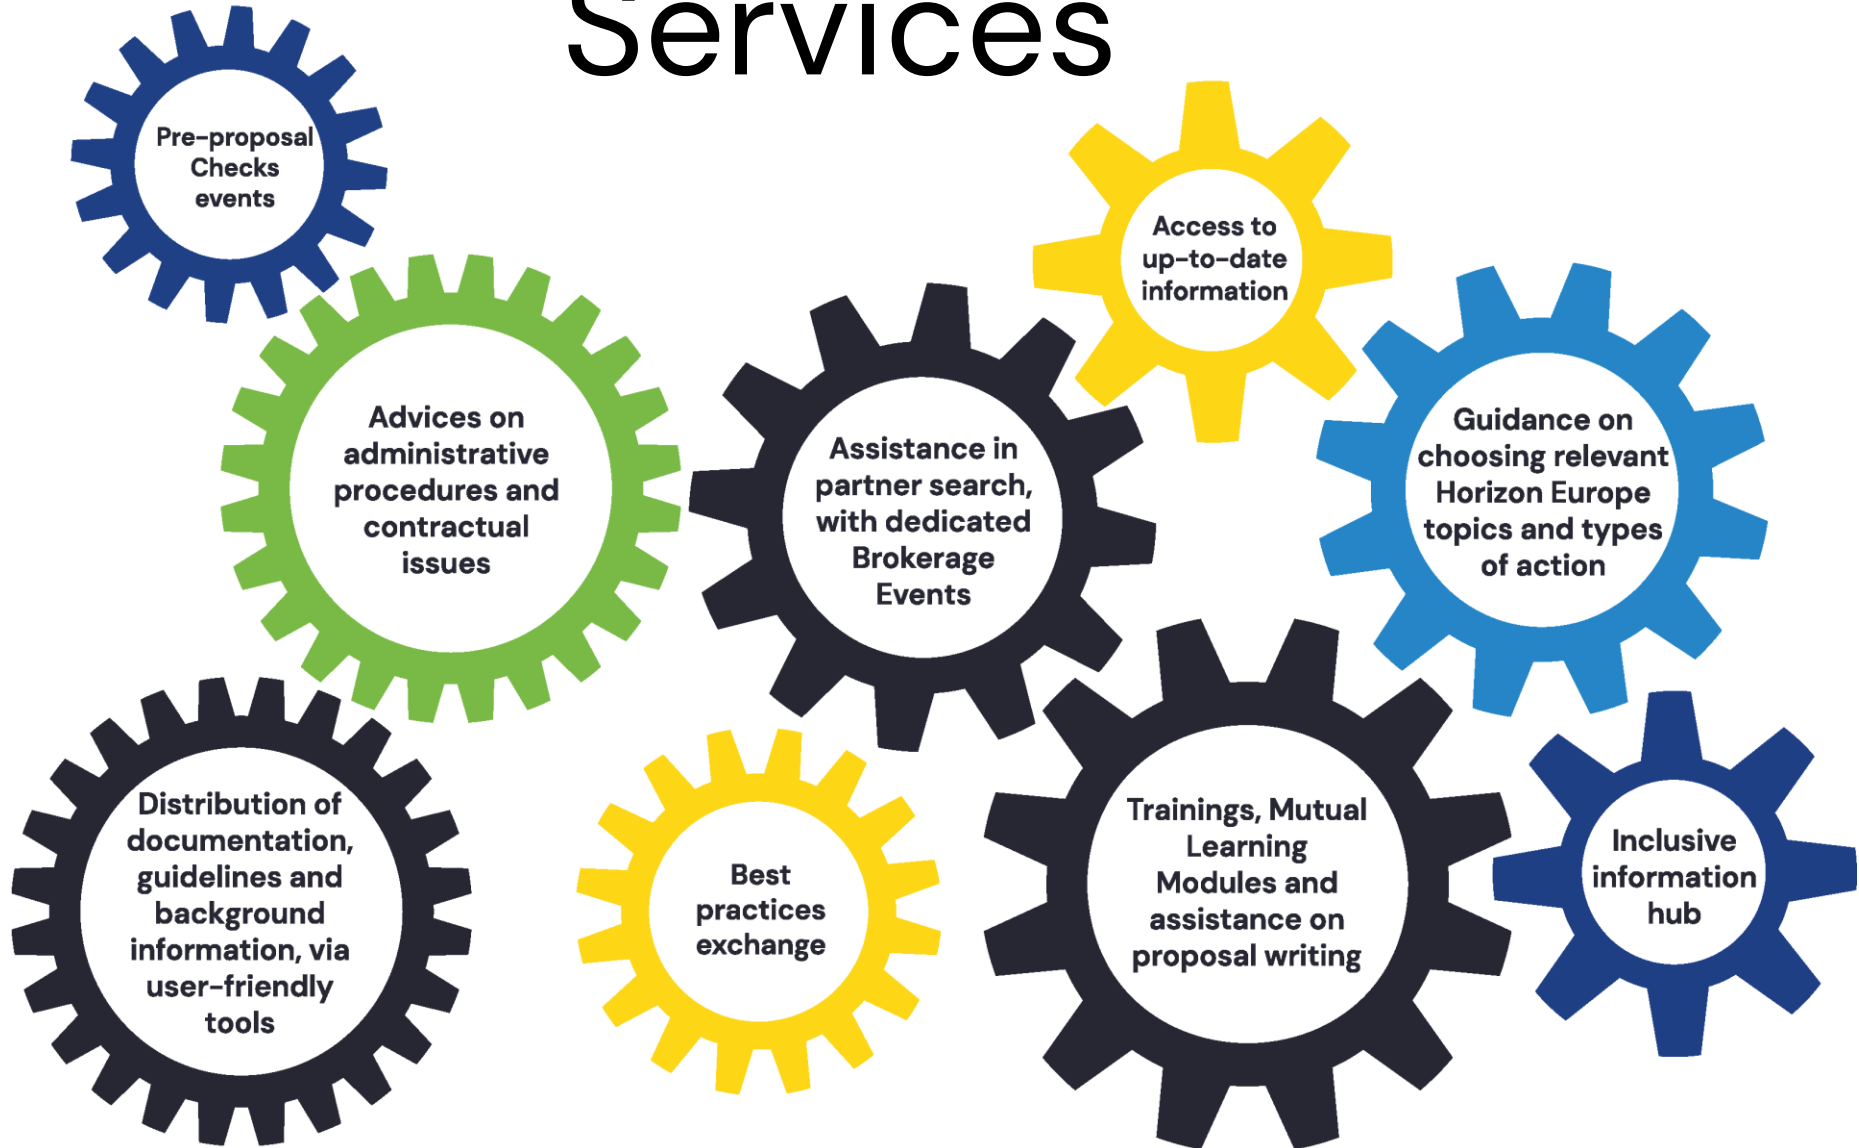 Services
Pre-proposal
Checks
events
Access to
up-to-date
information
Advices on
administrative
procedures and
contractual
issues
Assistance in
partner search,
with dedicated
Brokerage
Events
Guidance on
choosing relevant
Horizon Europe
topics and types
of action
Distribution of
documentation,
guidelines and
background
information, via
user-friendly
tools
Best
practices
exchange
Trainings, Mutual
Learning
Modules and
assistance on
proposal writing
Inclusive
information
hub